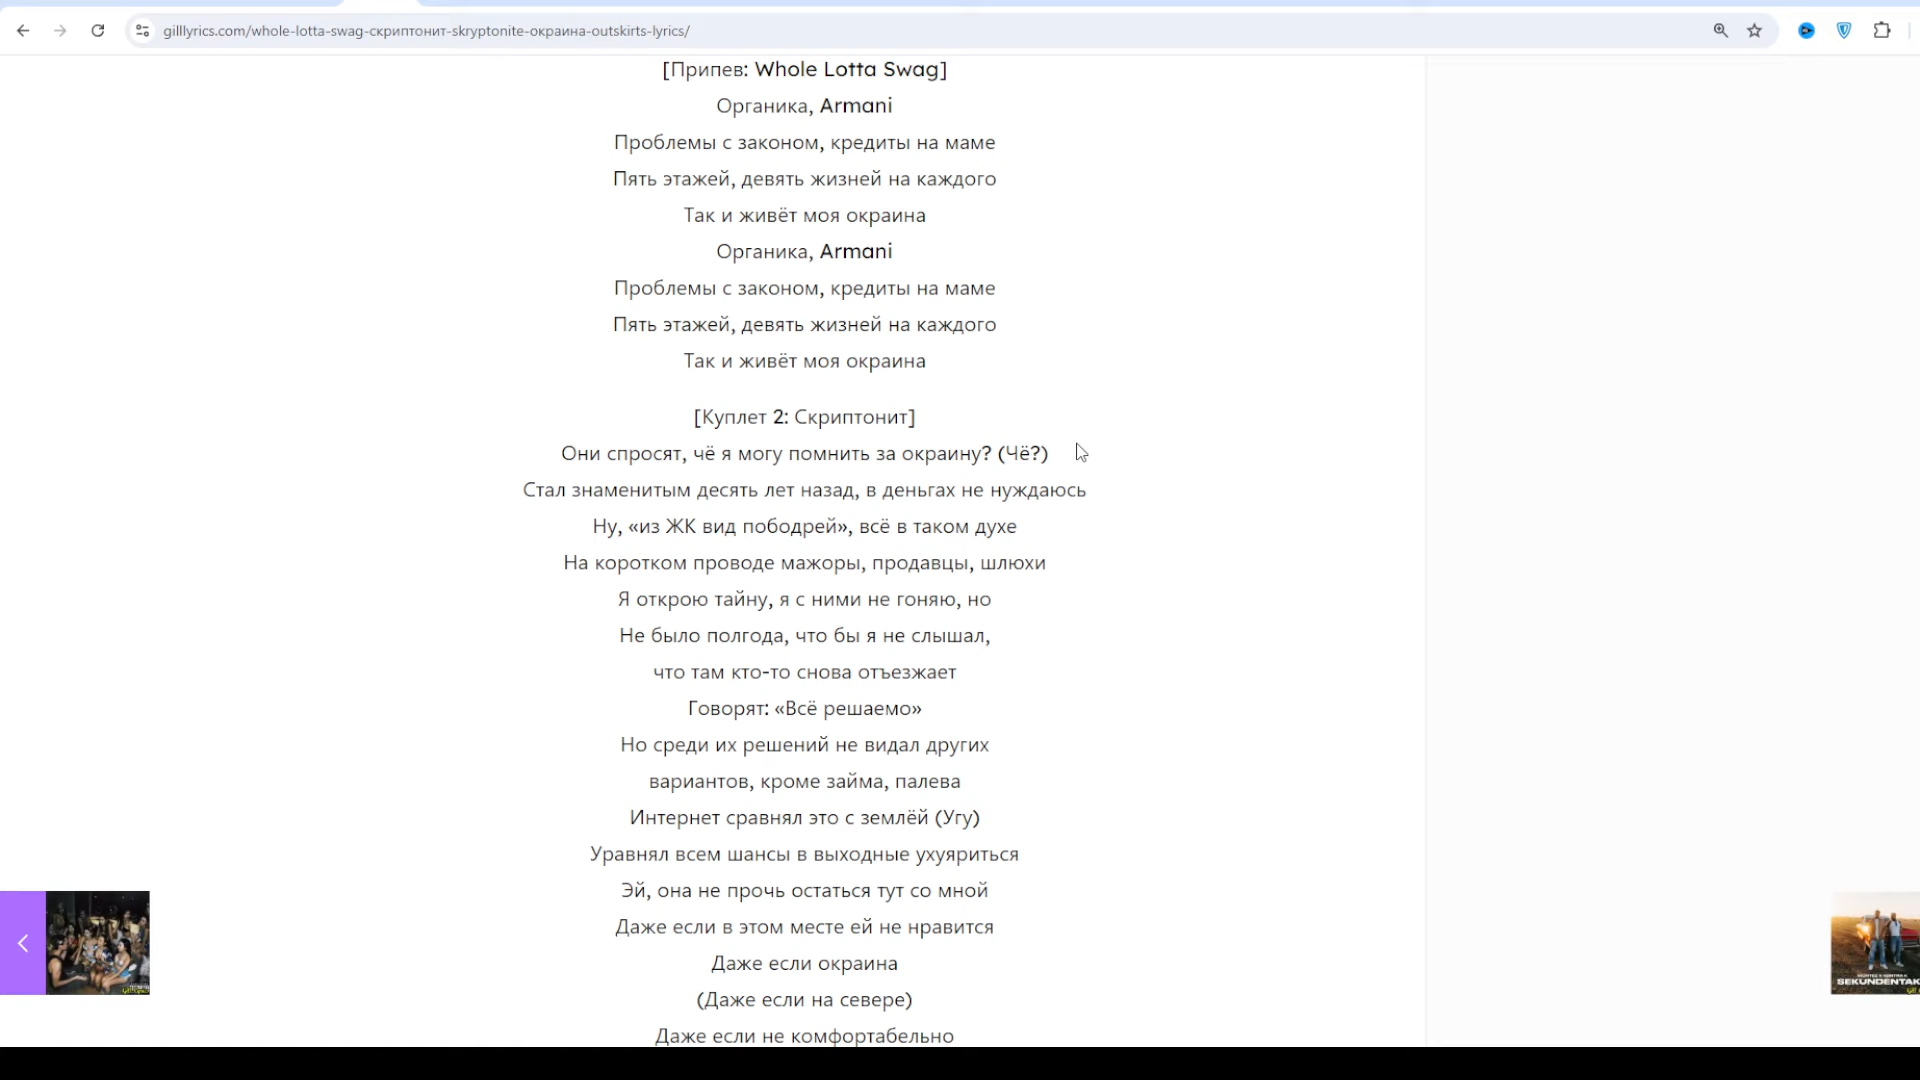 gilllyrics.com/whole-lotta-swag-скриптонит-skryptonite-окраина-outskirts-lyrics/
[Припев: Whole Lotta Swag]
Органика, Armani
Проблемы с законом, кредиты на маме
Пять этажей, девять жизней на каждого
Так и живёт моя окраина
Органика, Armani
Проблемы с законом, кредиты на маме
Пять этажей, девять жизней на каждого
Так и живёт моя окраина
[Куплет 2: Скриптонит]
Они спросят, чё я могу помнить за окраину? (Чё?)
Стал знаменитым десять лет назад, в деньгах не нуждаюсь
Ну, «из ЖК вид пободрей», всё в таком духе
На коротком проводе мажоры, продавцы, шлюхи
Я открою тайну, я с ними не гоняю, но
Не было полгода, что бы я не слышал,
что там кто-то снова отъезжает
Говорят: «Всё решаемо»
Но среди их решений не видал других
вариантов, кроме займа, палева
Интернет сравнял это с землёй (Угу)
Уравнял всем шансы в выходные ухуяриться
Эй, она не прочь остаться тут со мной
Даже если в этом месте ей не нравится
Даже если окраина
(Даже если на севере)
Даже если не комфортабельно
SEKUNDENTAK